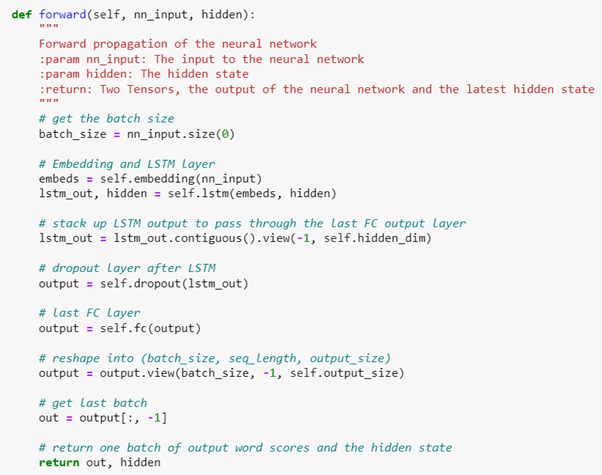 def forward(self, nn_input, hidden):
    """
    Forward propagation of the neural network
    :param nn_input: The input to the neural network
    :param hidden: The hidden state
    :return: Two Tensors, the output of the neural network and the latest hidden state
    """
    # get the batch size
    batch_size = nn_input.size(0)

    # Embedding and LSTM layer
    embeds = self.embedding(nn_input)
    lstm_out, hidden = self.lstm(embeds, hidden)

    # stack up LSTM output to pass through the last FC output layer
    lstm_out = lstm_out.contiguous().view(-1, self.hidden_dim)

    # dropout layer after LSTM
    output = self.dropout(lstm_out)

    # last FC layer
    output = self.fc(output)

    # reshape into (batch_size, seq_length, output_size)
    output = output.view(batch_size, -1, self.output_size)

    # get last batch
    out = output[:, -1]

    # return one batch of output word scores and the hidden state
    return out, hidden